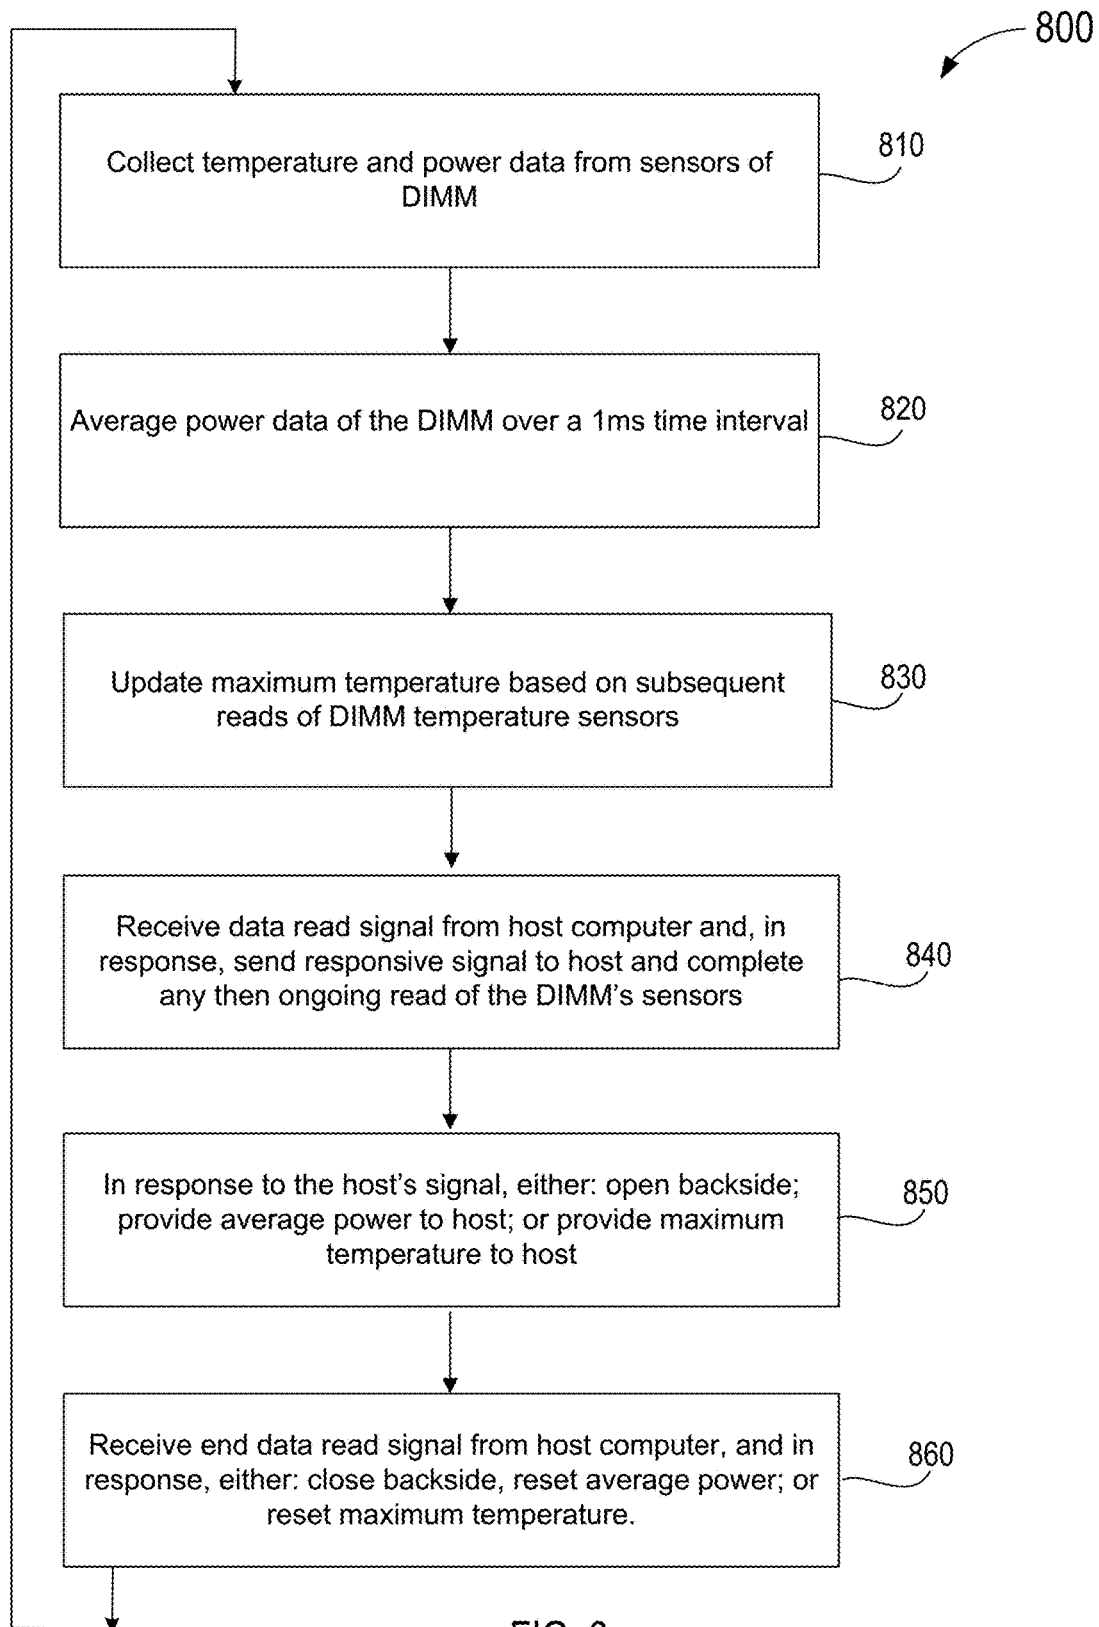 800
Collect temperature and power data from sensors of
DIMM
810
Average power data of the DIMM over a 1ms time interval
820
Update maximum temperature based on subsequent
reads of DIMM temperature sensors
830
Receive data read signal from host computer and, in
response, send responsive signal to host and complete
any then ongoing read of the DIMM's sensors
840
In response to the host's signal, either: open backside;
provide average power to host; or provide maximum
temperature to host
850
Receive end data read signal from host computer, and in
response, either: close backside, reset average power; or
reset maximum temperature.
860